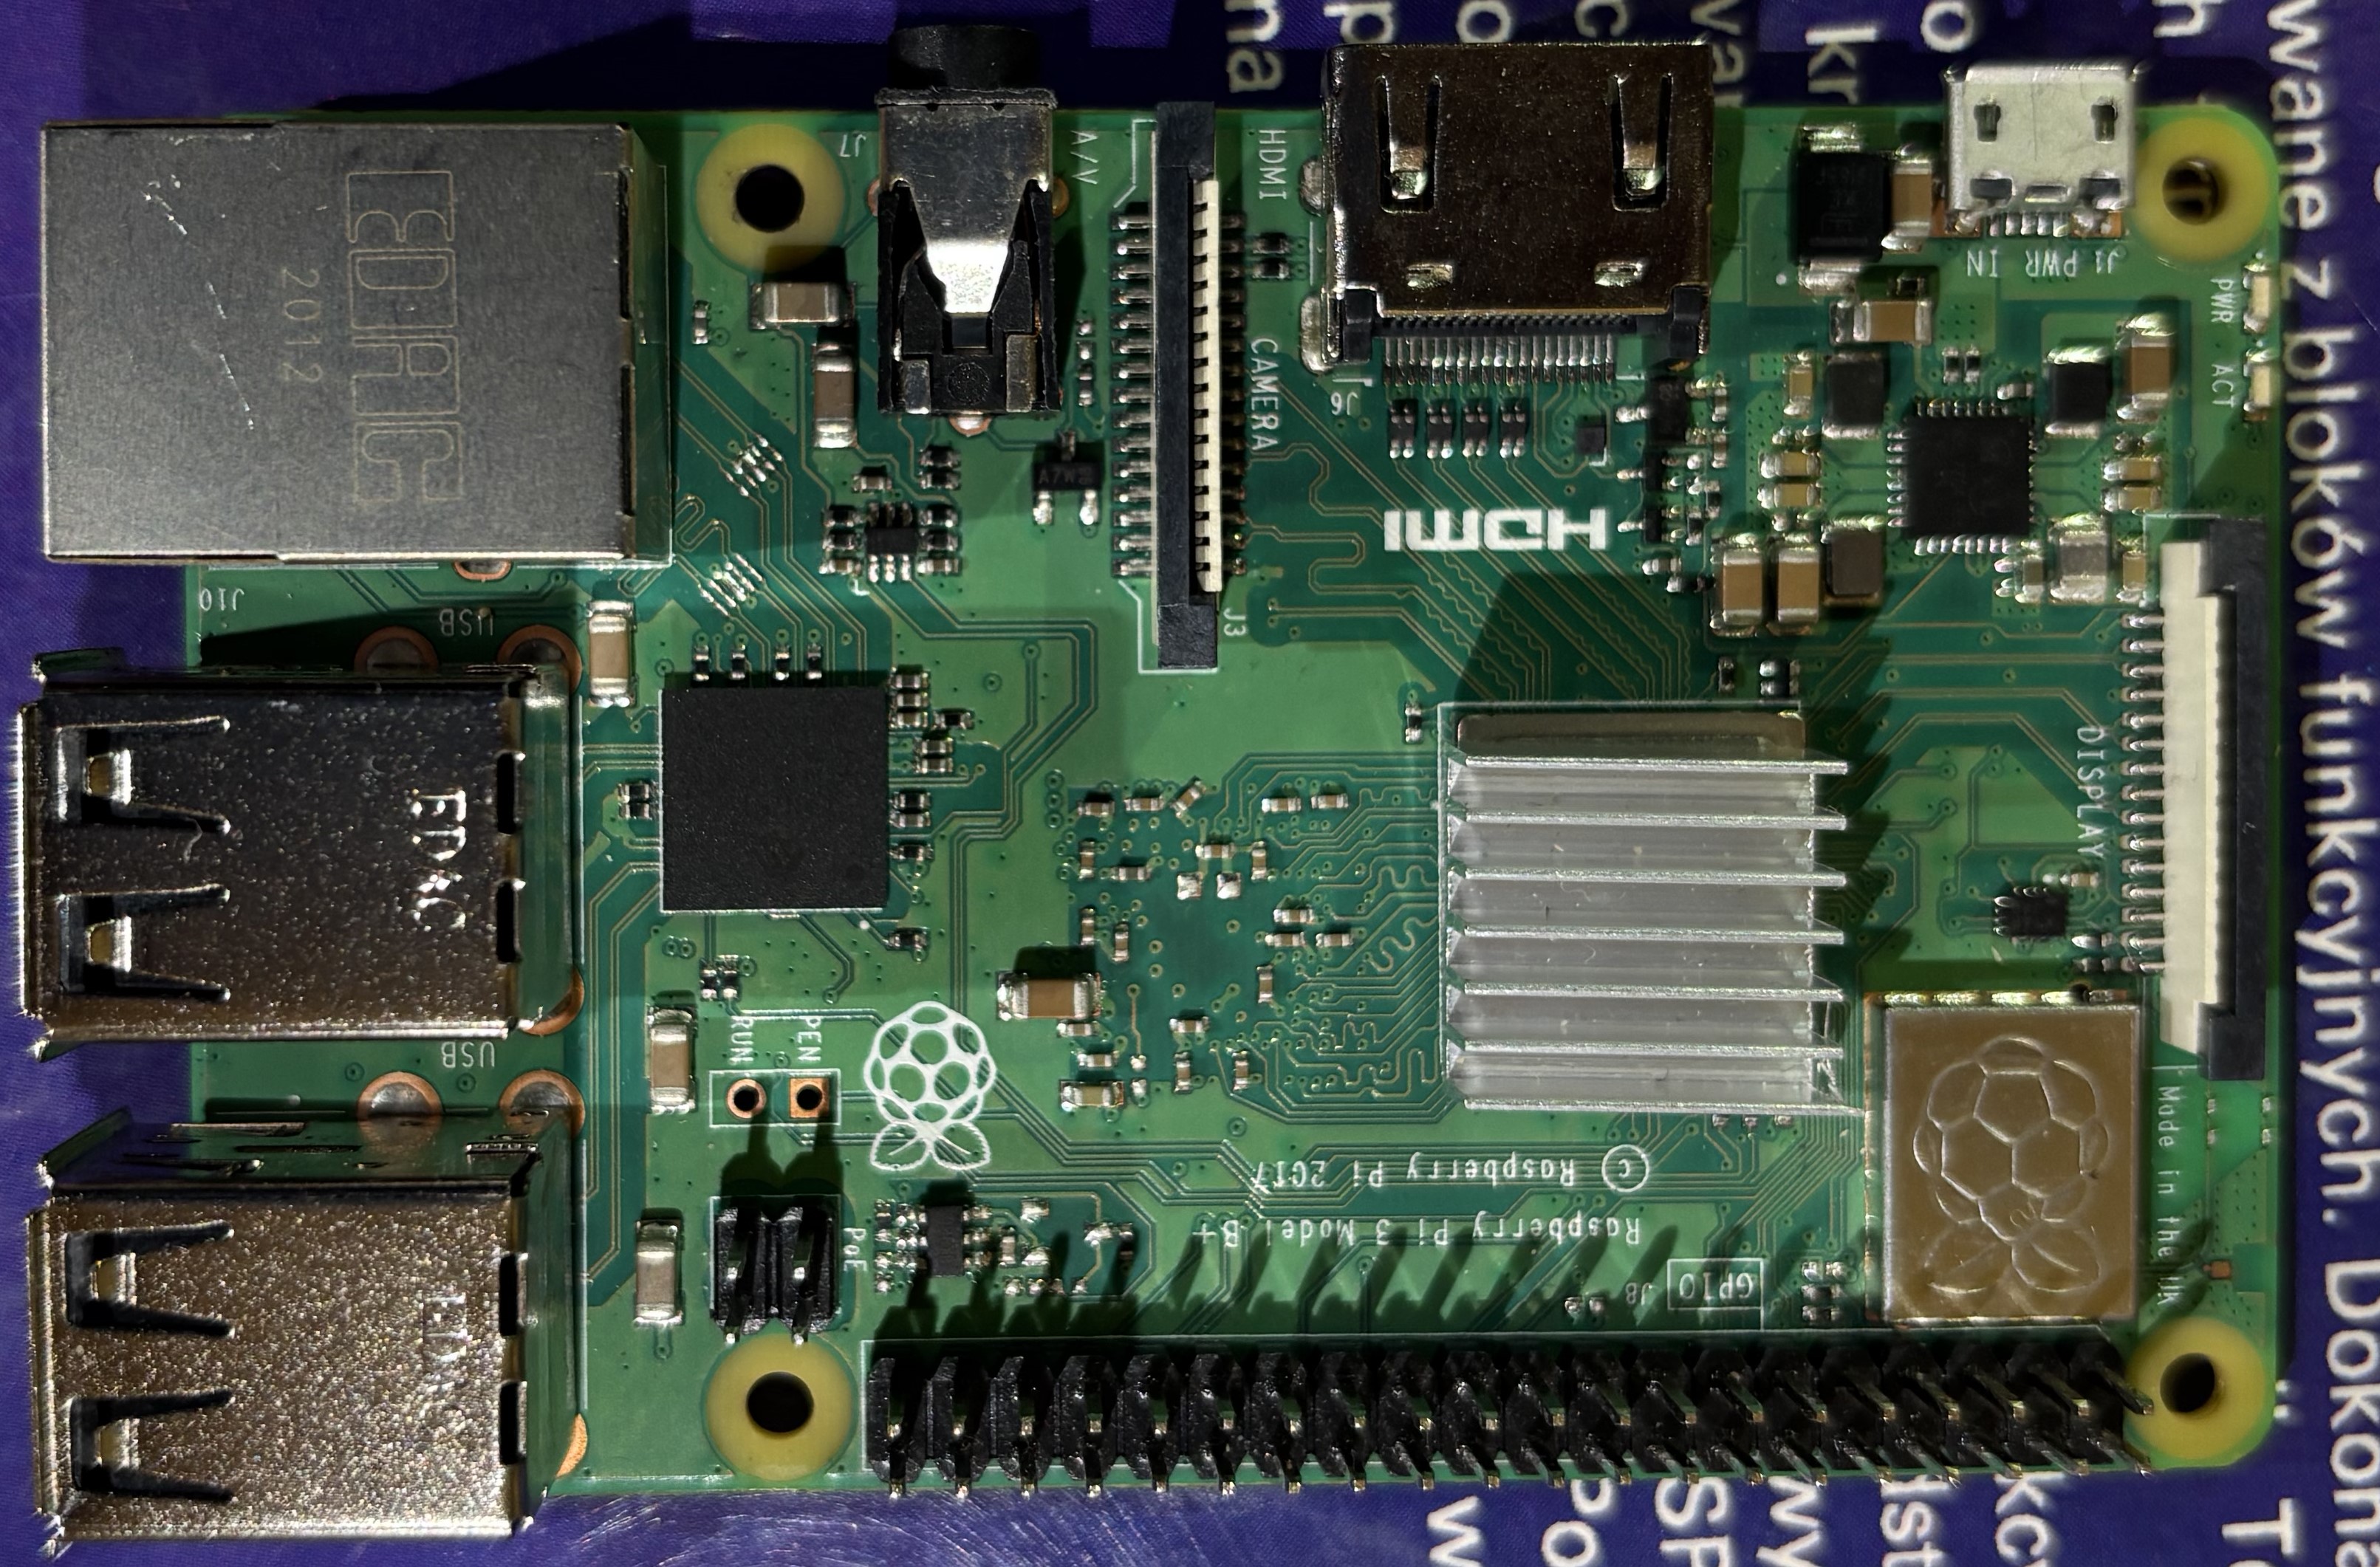 EDAC
2012
J7
A/V
HDMI
CAMERA
J3
J6
HDMI
J1 PWR IN
PWR
ACT
A7W
J10
USB
EDAC
USB
RUN
PEN
PoE
DISPLAY
© Raspberry Pi 2017
Raspberry Pi 3 Model B+
J8
GPIO
Made in the UK
wane z bloków funkcyjnych. Dokona
kr